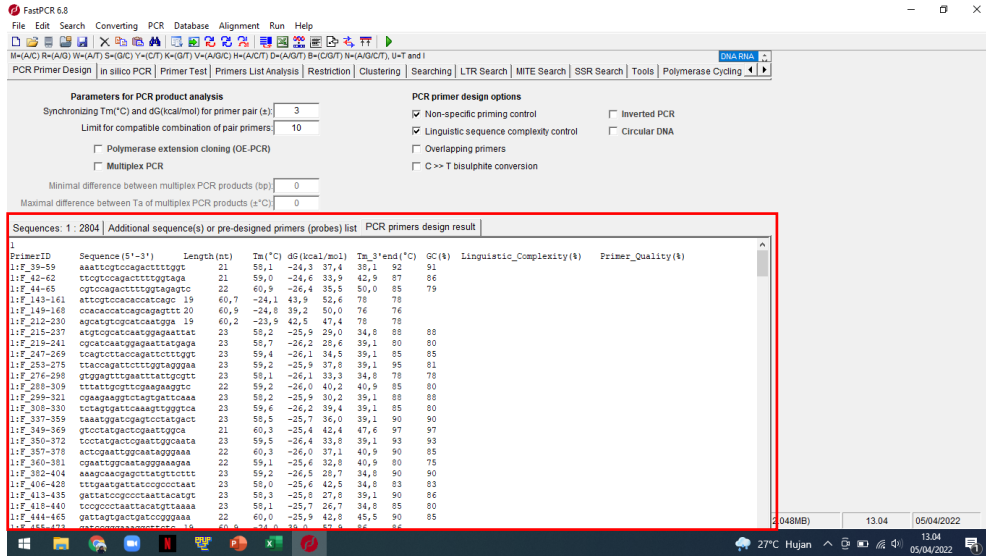 FastPCR 6.8
File Edit Search Converting PCR Database Alignment Run Help
M=(A/C) R=(A/G) W=(A/T) S=(G/C) Y=(C/T) K=(G/T) V=(A/G/C) H=(A/C/T) D=(A/G/T) B=(C/G/T) N=(A/G/C/T), U=T and I
DNA RNA
PCR Primer Design in silico PCR Primer Test Primers List Analysis Restriction Clustering Searching LTR Search MITE Search SSR Search Tools Polymerase Cycling
Parameters for PCR product analysis
Synchronizing Tm(°C) and dG(kcal/mol) for primer pair (±): 3
Limit for compatible combination of pair primers: 10
Polymerase extension cloning (OE-PCR)
Multiplex PCR
Minimal difference between multiplex PCR products (bp): 0
Maximal difference between Ta of multiplex PCR products (±°C): 0
PCR primer design options
Non-specific priming control
Linguistic sequence complexity control
Overlapping primers
C >> T bisulphite conversion
Inverted PCR
Circular DNA
Sequences: 1 : 2804 Additional sequence(s) or pre-designed primers (probes) list PCR primers design result
1
PrimerID Sequence(5'-3') Length(nt) Tm(°C) dG(kcal/mol) Tm_3'end(°C) GC(%) Linguistic_Complexity(%) Primer_Quality(%)
1:F_39-59 aaattcgtccagacttttggt 21 58,1 -24,3 37,4 38,1 92 91
1:F_42-62 ttcgtccagacttttggtaga 21 59,0 -24,6 33,9 42,9 87 86
1:F_44-65 cgtccagacttttggtagagtc 22 60,9 -26,4 35,5 50,0 85 79
1:F_143-161 attcgtccaccaccatcagc 19 60,7 -24,1 43,9 52,6 78 78
1:F_149-168 ccaccaccatcagcagagttt 20 60,9 -24,8 39,2 50,0 76 76
1:F_212-230 agcatgtcgcatcaatgga 19 60,2 -23,9 42,5 47,4 78 78
1:F_215-237 atgtcgcatcaatggagaattat 23 58,2 -25,9 29,0 34,8 88 88
1:F_219-241 cgcatcaatggagaattatgaga 23 58,7 -26,2 28,6 39,1 80 80
1:F_247-269 tcagtcttaccagattctttggt 23 59,4 -26,1 34,5 39,1 85 85
1:F_253-275 ttaccagattctttggtagggaa 23 59,2 -25,9 37,8 39,1 95 81
1:F_276-298 gtggagtttgaatttattgcgtt 23 58,1 -26,1 33,3 34,8 78 78
1:F_288-309 tttattgcgttcgaagaaggtc 22 59,2 -26,0 40,2 40,9 85 80
1:F_299-321 cgaagaaggtctagtgattcaaa 23 58,2 -25,9 30,2 39,1 88 88
1:F_308-330 tctagtgattcaaagttgggtca 23 59,6 -26,2 39,4 39,1 85 80
1:F_337-359 taaatggatcgagtcctatgact 23 58,5 -25,7 36,0 39,1 90 90
1:F_349-369 gtcctatgactcgaattggca 21 60,3 -25,4 42,4 47,6 97 97
1:F_350-372 tcctatgactcgaattggcaata 23 59,5 -26,4 33,8 39,1 93 93
1:F_357-378 actcgaattggcaatagggaaa 22 60,3 -26,0 37,1 40,9 90 85
1:F_360-381 cgaattggcaatagggaaagaa 22 59,1 -25,6 32,8 40,9 80 75
1:F_382-404 aaagcaacgagcttatgttcttt 23 59,2 -26,5 28,7 34,8 90 90
1:F_406-428 tttgaatgattatccgccctaat 23 58,0 -25,6 42,5 34,8 83 83
1:F_413-435 gattatccgccctaattacatgt 23 58,3 -25,8 27,8 39,1 90 86
1:F_418-440 tccgccctaattacatgttaaaa 23 58,1 -25,7 26,7 34,8 85 80
1:F_444-465 gattagtgactgatccgggaaa 22 60,0 -25,9 42,8 45,5 90 85
2.048MB) 13.04 05/04/2022
27°C Hujan 13.04
05/04/2022